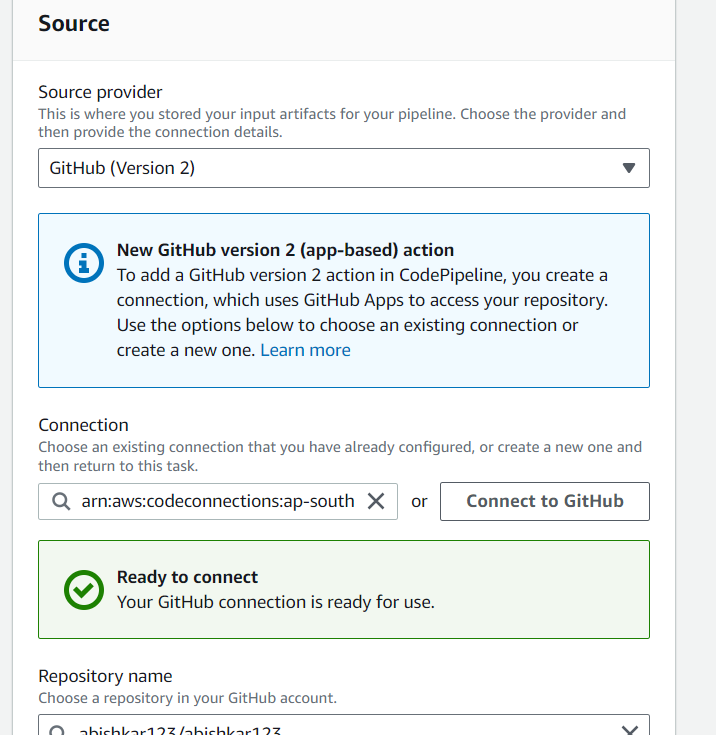 Source
Source provider
This is where you stored your input artifacts for your pipeline. Choose the provider and
then provide the connection details.
GitHub (Version 2)
New GitHub version 2 (app-based) action
To add a GitHub version 2 action in CodePipeline, you create a
connection, which uses GitHub Apps to access your repository.
Use the options below to choose an existing connection or
create a new one. Learn more
Connection
Choose an existing connection that you have already configured, or create a new one and
then return to this task.
arn:aws:codeconnections:ap-south
or
Connect to GitHub
Ready to connect
Your GitHub connection is ready for use.
Repository name
Choose a repository in your GitHub account.
abishkar123/abishkar123